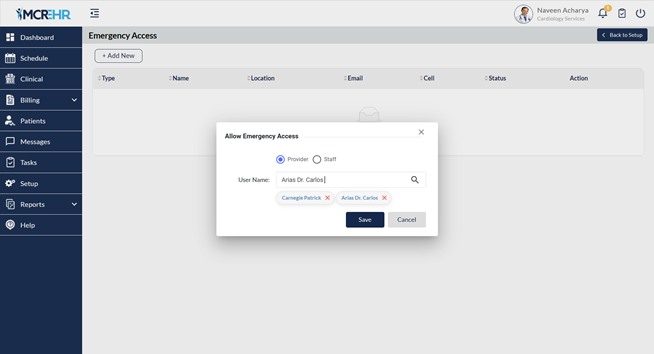 MCREHR
Naveen Acharya
Cardiology Services
Dashboard
Schedule
Clinical
Billing
Patients
Messages
Tasks
Setup
Reports
Help
Emergency Access
Back to Setup
+ Add New
Type Name Location Email Cell Status Action
Allow Emergency Access
Provider Staff
User Name: Arias Dr. Carlos
Carnegie Patrick Arias Dr. Carlos
Save Cancel